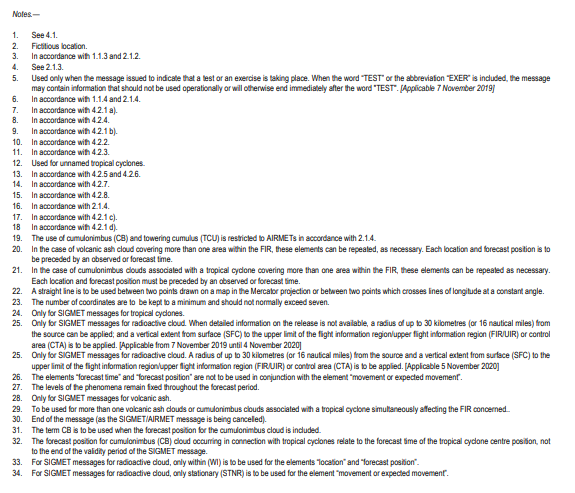 Notes.—
1. See 4.1.
2. Fictitious location.
3. In accordance with 1.1.3 and 2.1.2.
4. See 2.1.3.
5. Used only when the message issued to indicate that a test or an exercise is taking place. When the word "TEST" or the abbreviation "EXER" is included, the message
may contain information that should not be used operationally or will otherwise end immediately after the word "TEST". [Applicable 7 November 2019]
6. In accordance with 1.1.4 and 2.1.4.
7. In accordance with 4.2.1 a).
8. In accordance with 4.2.4.
9. In accordance with 4.2.1 b).
10. In accordance with 4.2.2.
11. In accordance with 4.2.3.
12. Used for unnamed tropical cyclones.
13. In accordance with 4.2.5 and 4.2.6.
14. In accordance with 4.2.7.
15. In accordance with 4.2.8.
16. In accordance with 2.1.4.
17. In accordance with 4.2.1 c).
18 In accordance with 4.2.1 d).
19. The use of cumulonimbus (CB) and towering cumulus (TCU) is restricted to AIRMETs in accordance with 2.1.4.
20. In the case of volcanic ash cloud covering more than one area within the FIR, these elements can be repeated, as necessary. Each location and forecast position is to
be preceded by an observed or forecast time.
21. In the case of cumulonimbus clouds associated with a tropical cyclone covering more than one area within the FIR, these elements can be repeated as necessary.
Each location and forecast position must be preceded by an observed or forecast time.
22. A straight line is to be used between two points drawn on a map in the Mercator projection or between two points which crosses lines of longitude at a constant angle.
23. The number of coordinates are to be kept to a minimum and should not normally exceed seven.
24. Only for SIGMET messages for tropical cyclones.
25. Only for SIGMET messages for radioactive cloud. When detailed information on the release is not available, a radius of up to 30 kilometres (or 16 nautical miles) from
the source can be applied; and a vertical extent from surface (SFC) to the upper limit of the flight information region/upper flight information region (FIR/UIR) or control
area (CTA) is to be applied. [Applicable from 7 November 2019 until 4 November 2020]
25. Only for SIGMET messages for radioactive cloud. A radius of up to 30 kilometres (or 16 nautical miles) from the source and a vertical extent from surface (SFC) to the
upper limit of the flight information region/upper flight information region (FIR/UIR) or control area (CTA) is to be applied. [Applicable 5 November 2020]
26. The elements "forecast time" and "forecast position" are not to be used in conjunction with the element "movement or expected movement".
27. The levels of the phenomena remain fixed throughout the forecast period.
28. Only for SIGMET messages for volcanic ash.
29. To be used for more than one volcanic ash clouds or cumulonimbus clouds associated with a tropical cyclone simultaneously affecting the FIR concerned..
30. End of the message (as the SIGMET/AIRMET message is being cancelled).
31. The term CB is to be used when the forecast position for the cumulonimbus cloud is included.
32. The forecast position for cumulonimbus (CB) cloud occurring in connection with tropical cyclones relate to the forecast time of the tropical cyclone centre position, not
to the end of the validity period of the SIGMET message.
33. For SIGMET messages for radioactive cloud, only within (WI) is to be used for the elements "location" and "forecast position".
34. For SIGMET messages for radioactive cloud, only stationary (STNR) is to be used for the element "movement or expected movement".